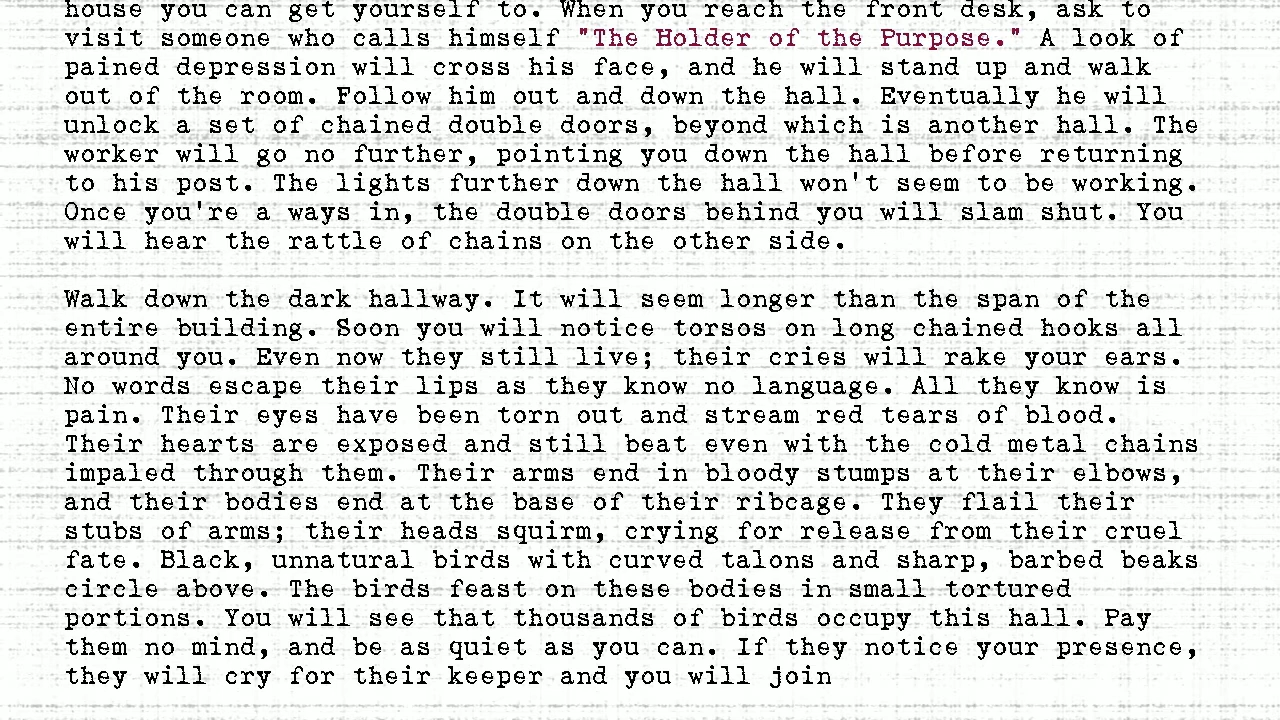 house you can get yourself to. When you reach the front desk, ask to
visit someone who calls himself "The Holder of the Purpose." A look of
pained depression will cross his face, and he will stand up and walk
out of the room. Follow him out and down the hall. Eventually he will
unlock a set of chained double doors, beyond which is another hall. The
worker will go no further, pointing you down the hall before returning
to his post. The lights further down the hall won't seem to be working.
Once you're a ways in, the double doors behind you will slam shut. You
will hear the rattle of chains on the other side.
Walk down the dark hallway. It will seem longer than the span of the
entire building. Soon you will notice torsos on long chained hooks all
around you. Even now they still live; their cries will rake your ears.
No words escape their lips as they know no language. All they know is
pain. Their eyes have been torn out and stream red tears of blood.
Their hearts are exposed and still beat even with the cold metal chains
impaled through them. Their arms end in bloody stumps at their elbows,
and their bodies end at the base of their ribcage. They flail their
stubs of arms; their heads squirm, crying for release from their cruel
fate. Black, unnatural birds with curved talons and sharp, barbed beaks
circle above. The birds feast on these bodies in small tortured
portions. You will see that thousands of birds occupy this hall. Pay
them no mind, and be as quiet as you can. If they notice your presence,
they will cry for their keeper and you will join